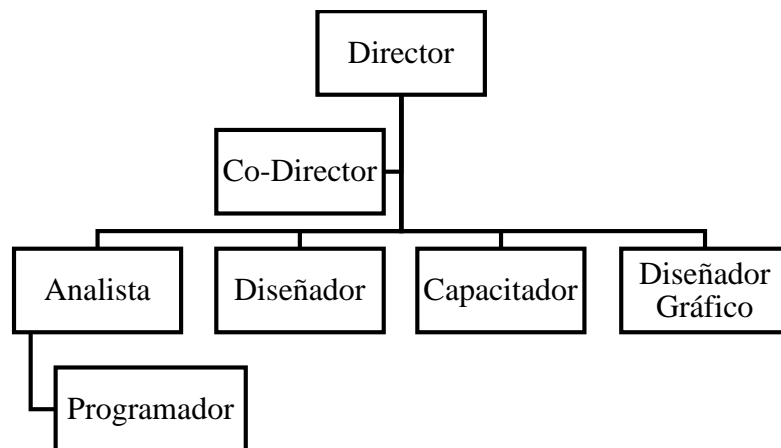 Director
Co-Director
Analista
Diseñador
Capacitador
Diseñador
Gráfico
Programador